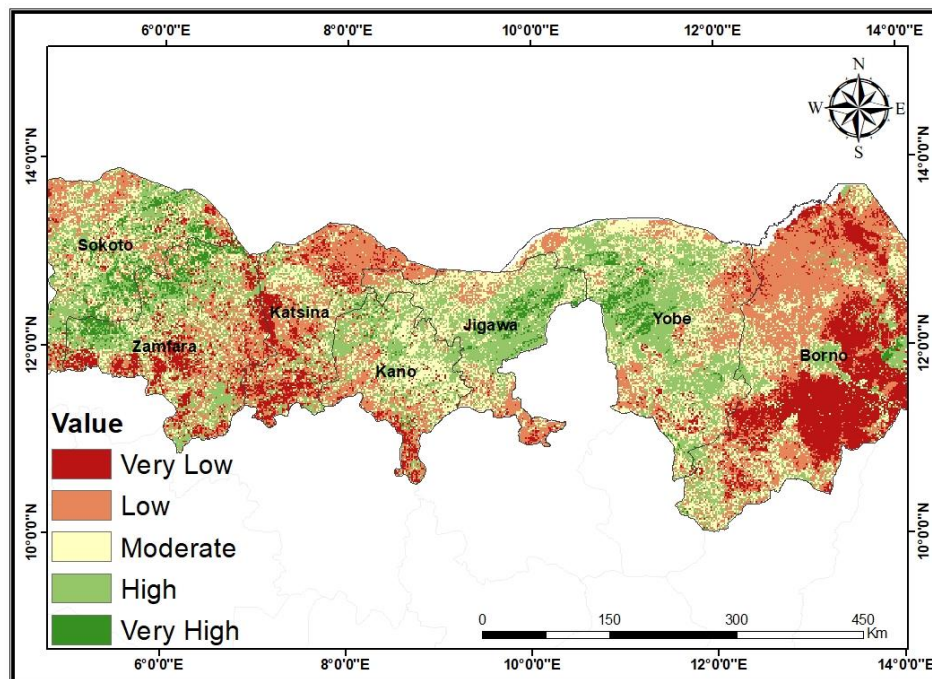 6°0'0"E 8°0'0"E 10°0'0"E 12°0'0"E 14°0'0"E
N
W E
S
14°0'0"N 14°0'0"N
Sokoto
Katsina
Jigawa
Yobe
12°0'0"N 12°0'0"N
Zamfara
Borno
Kano
Value
Very Low
Low
Moderate
High
Very High
10°0'0"N 10°0'0"N
0 150 300 450
Km
6°0'0"E 8°0'0"E 10°0'0"E 12°0'0"E 14°0'0"E